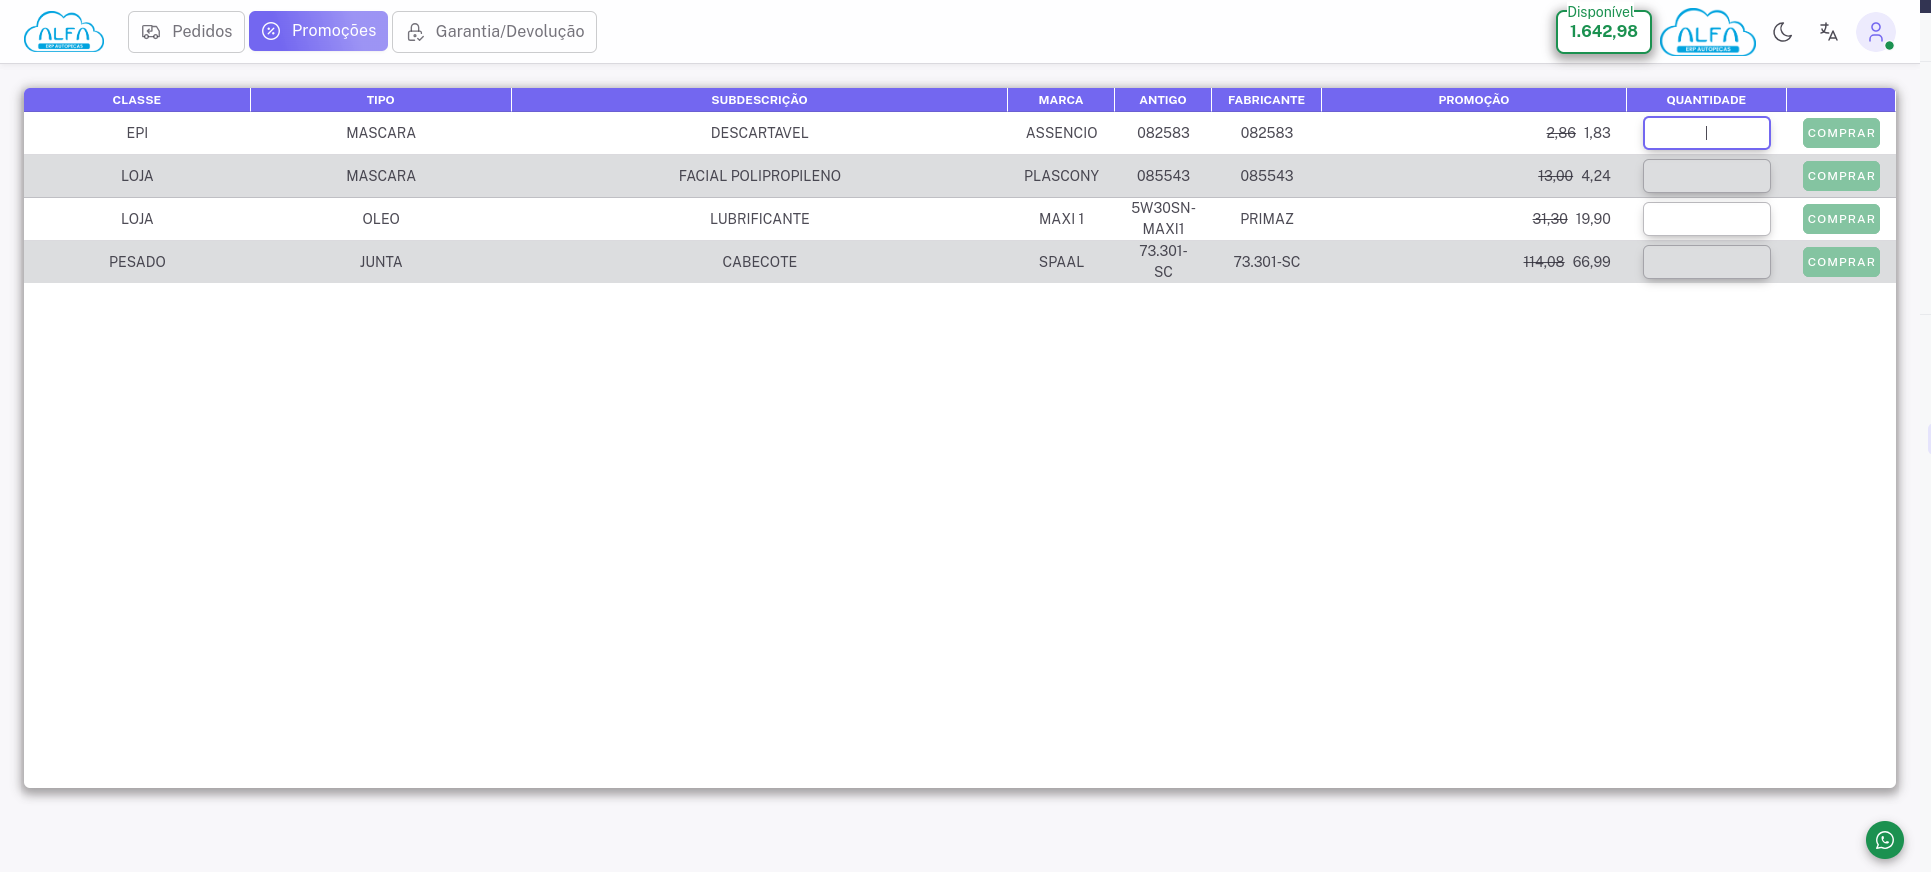 ALFA
ERP AUTOPEÇAS
Pedidos
Promoções
Garantia/Devolução
Disponível
1.642,98
ALFA
ERP AUTOPEÇAS
CLASSE TIPO SUBDESCRIÇÃO MARCA ANTIGO FABRICANTE PROMOÇÃO QUANTIDADE
EPI MASCARA DESCARTAVEL ASSENCIO 082583 082583 2,86 1,83 COMPRAR
LOJA MASCARA FACIAL POLIPROPILENO PLASCONY 085543 085543 13,00 4,24 COMPRAR
LOJA OLEO LUBRIFICANTE MAXI 1 5W30SN-
MAXI1 PRIMAZ 31,30 19,90 COMPRAR
PESADO JUNTA CABECOTE SPAAL 73.301-
SC 73.301-SC 114,08 66,99 COMPRAR